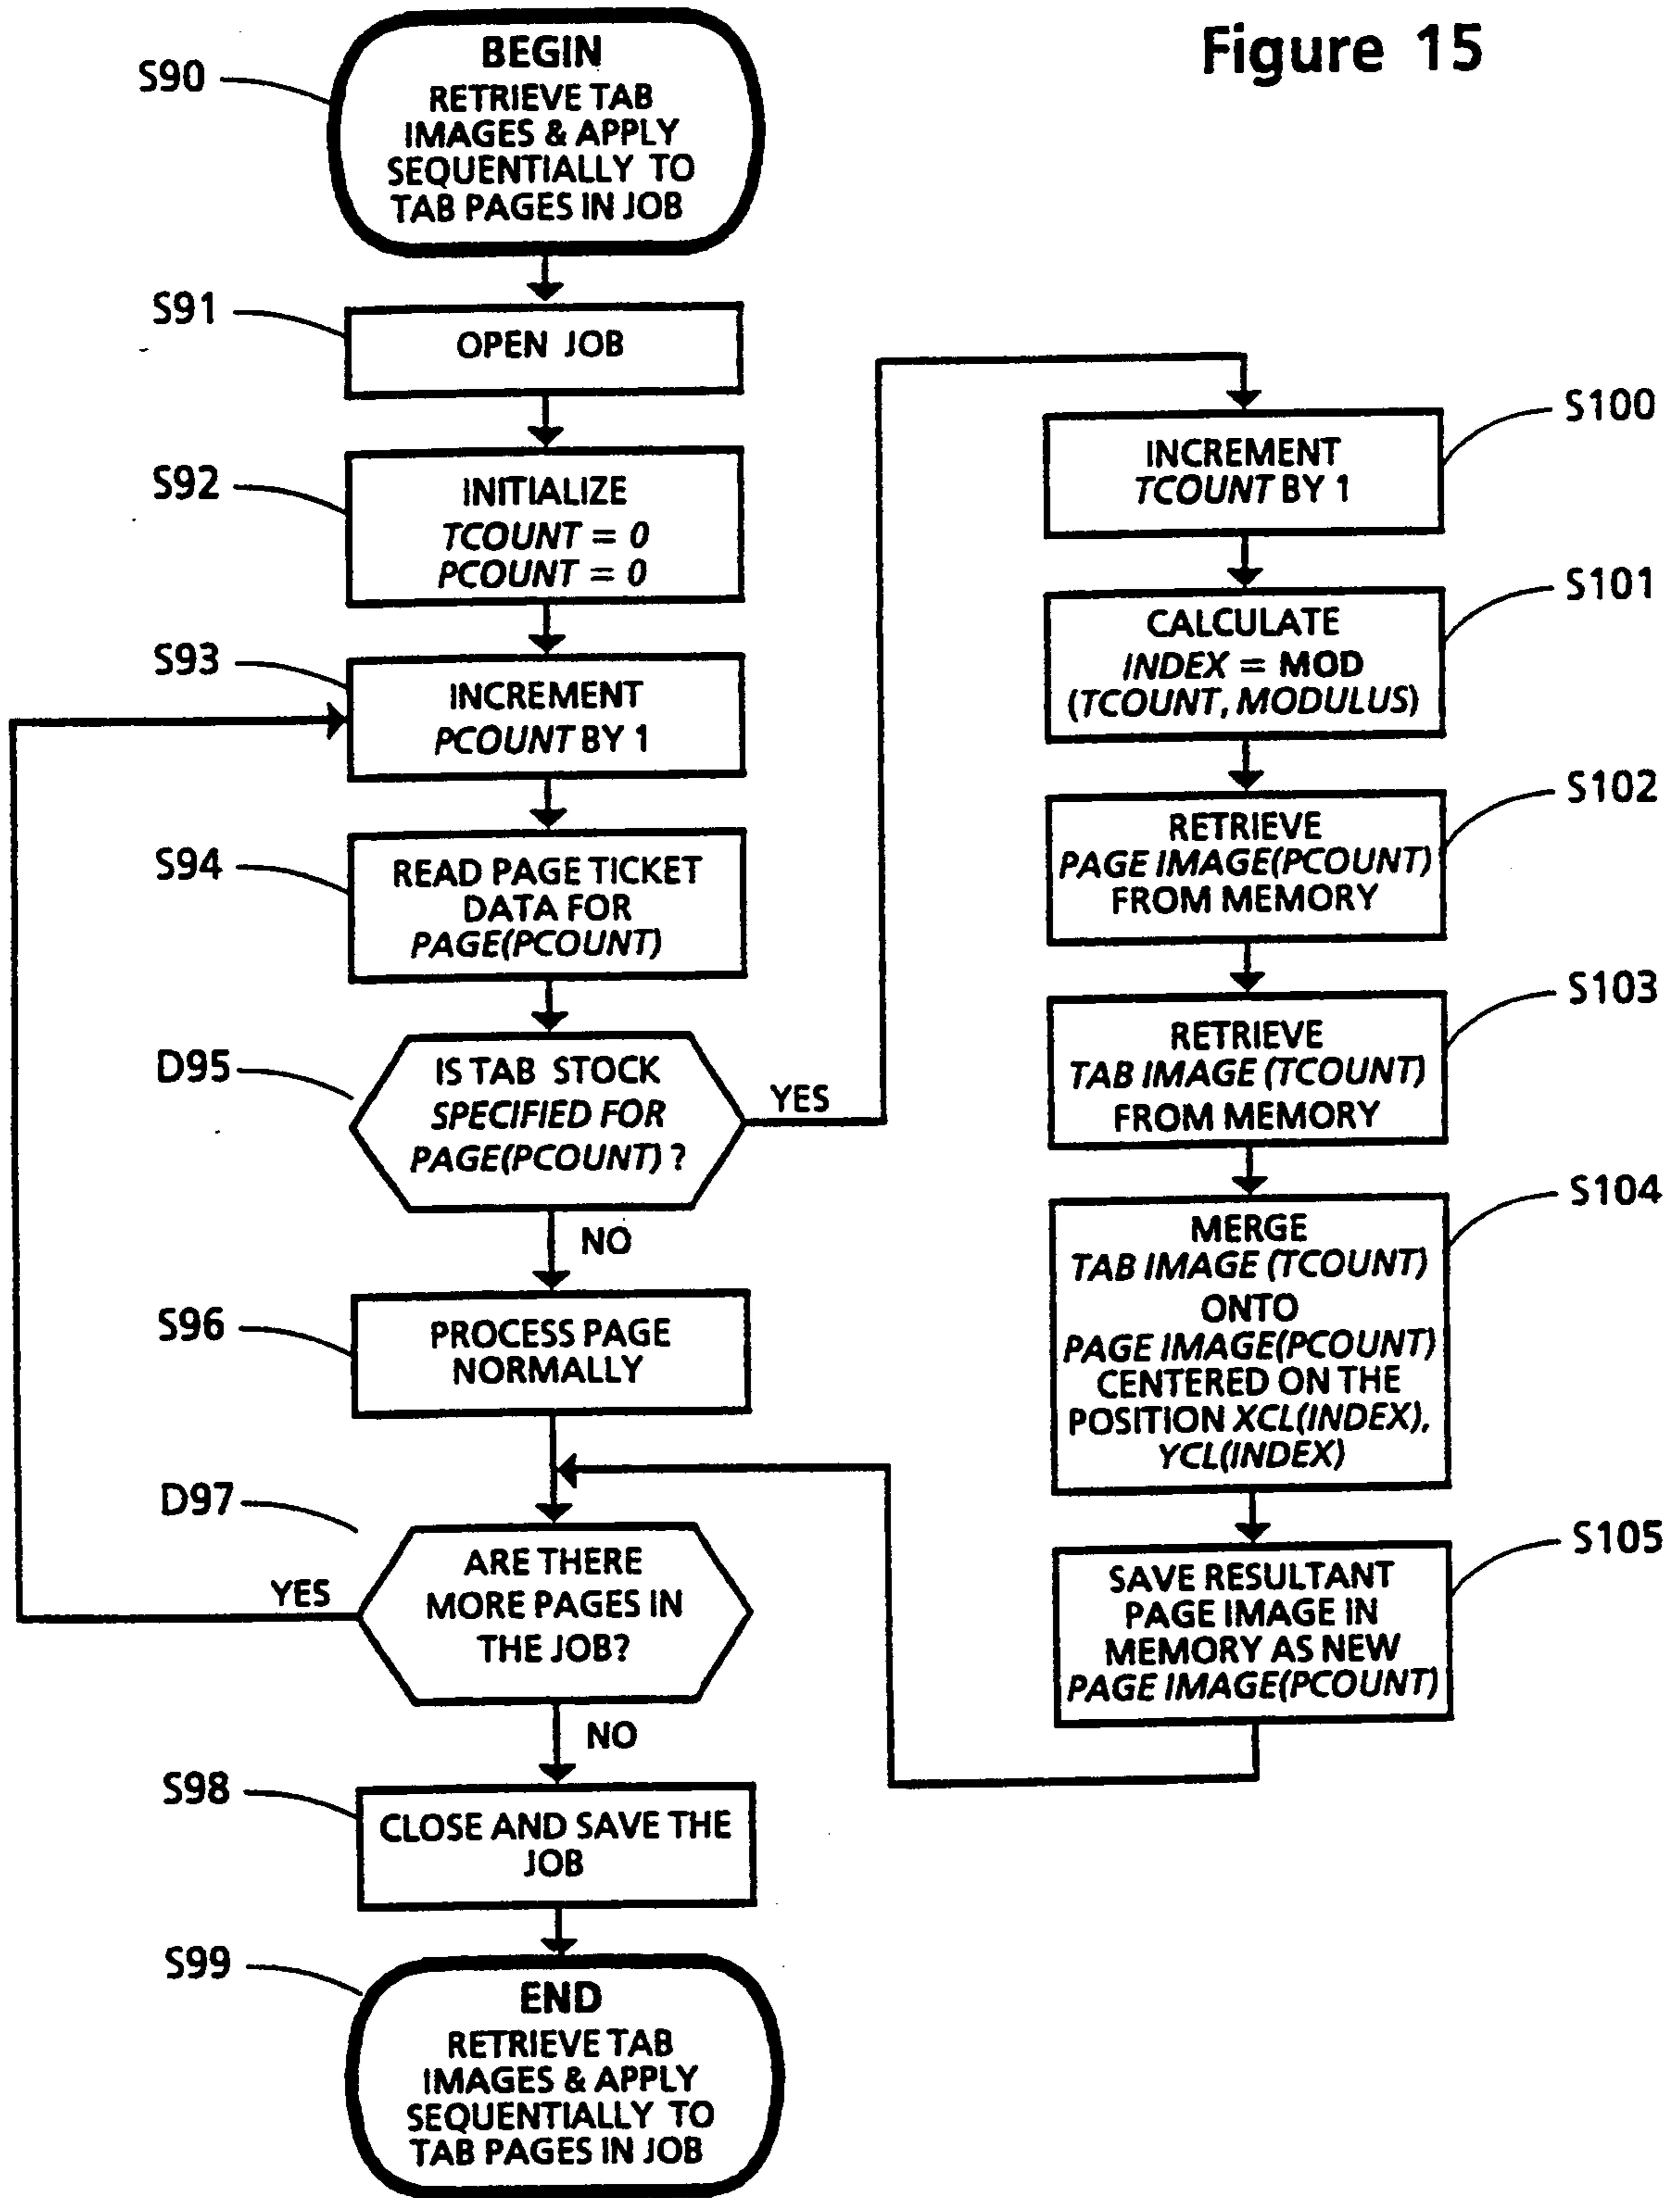 Figure 15
S90
BEGIN
RETRIEVE TAB
IMAGES & APPLY
SEQUENTIALLY TO
TAB PAGES IN JOB
S91
OPEN JOB
S92
INITIALIZE
TCOUNT = 0
PCOUNT = 0
S93
INCREMENT
PCOUNT BY 1
S94
READ PAGE TICKET
DATA FOR
PAGE(PCOUNT)
D95
IS TAB STOCK
SPECIFIED FOR
PAGE(PCOUNT) ?
YES
NO
S96
PROCESS PAGE
NORMALLY
D97
ARE THERE
MORE PAGES IN
THE JOB?
YES
NO
S98
CLOSE AND SAVE THE
JOB
S99
END
RETRIEVE TAB
IMAGES & APPLY
SEQUENTIALLY TO
TAB PAGES IN JOB
S100
INCREMENT
TCOUNT BY 1
S101
CALCULATE
INDEX = MOD
(TCOUNT, MODULUS)
S102
RETRIEVE
PAGE IMAGE(PCOUNT)
FROM MEMORY
S103
RETRIEVE
TAB IMAGE (TCOUNT)
FROM MEMORY
S104
MERGE
TAB IMAGE (TCOUNT)
ONTO
PAGE IMAGE(PCOUNT)
CENTERED ON THE
POSITION XCL(INDEX),
YCL(INDEX)
S105
SAVE RESULTANT
PAGE IMAGE IN
MEMORY AS NEW
PAGE IMAGE(PCOUNT)